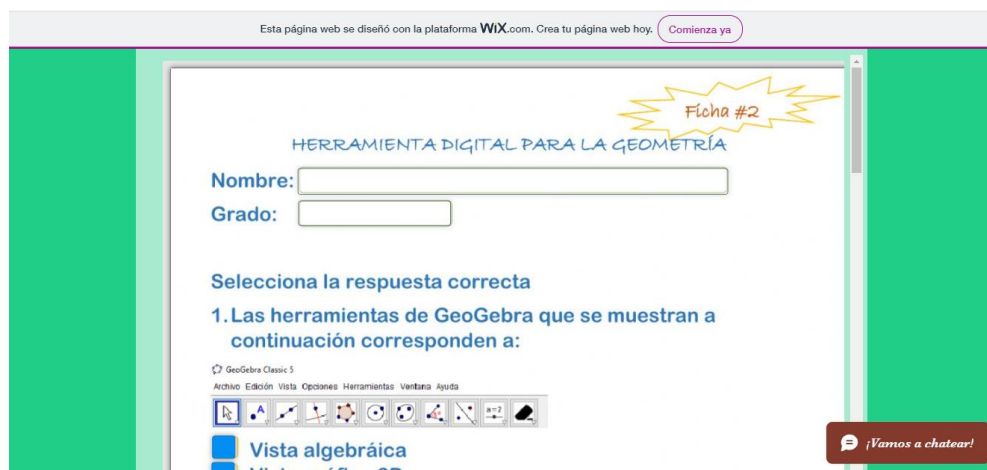 Esta página web se diseñó con la plataforma WiX.com. Crea tu página web hoy. Comienza ya
Ficha #2
HERRAMIENTA DIGITAL PARA LA GEOMETRÍA
Nombre:
Grado:
Selecciona la respuesta correcta
1. Las herramientas de GeoGebra que se muestran a
continuación corresponden a:
GeoGebra Classic 5
Archivo Edición Vista Opciones Herramientas Ventana Ayuda
A a=2
Vista algebráica
¡Vamos a chatear!